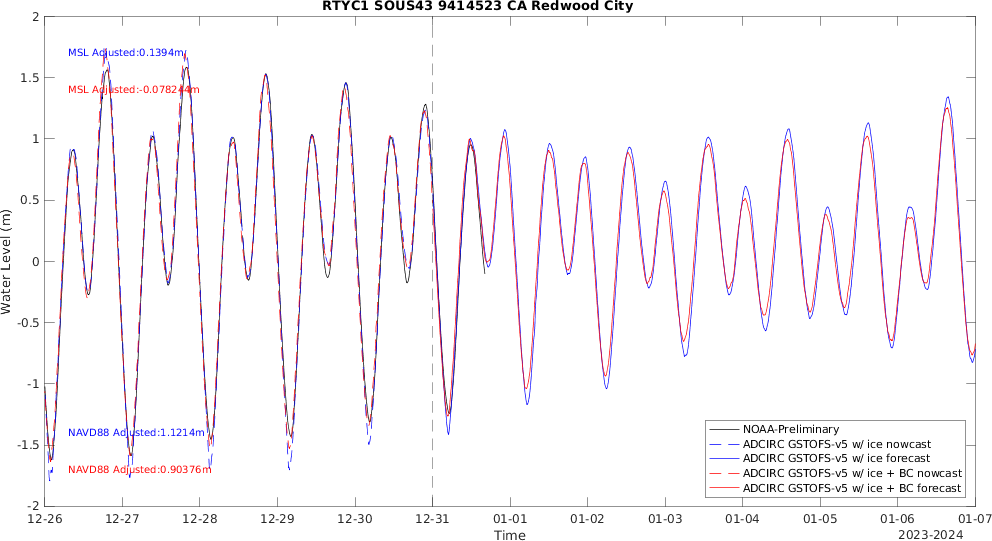 RTYC1 SOUS43 9414523 CA Redwood City
MSL Adjusted:0.1394m
MSL Adjusted:-0.078244m
NAVD88 Adjusted:1.1214m
NAVD88 Adjusted:0.90376m
Water Level (m)
2
1.5
1
0.5
0
-0.5
-1
-1.5
-2
NOAA-Preliminary
ADCIRC GSTOFS-v5 w/ ice nowcast
ADCIRC GSTOFS-v5 w/ ice forecast
ADCIRC GSTOFS-v5 w/ ice + BC nowcast
ADCIRC GSTOFS-v5 w/ ice + BC forecast
12-26 12-27 12-28 12-29 12-30 12-31 01-01 01-02 01-03 01-04 01-05 01-06 01-07
Time
2023-2024